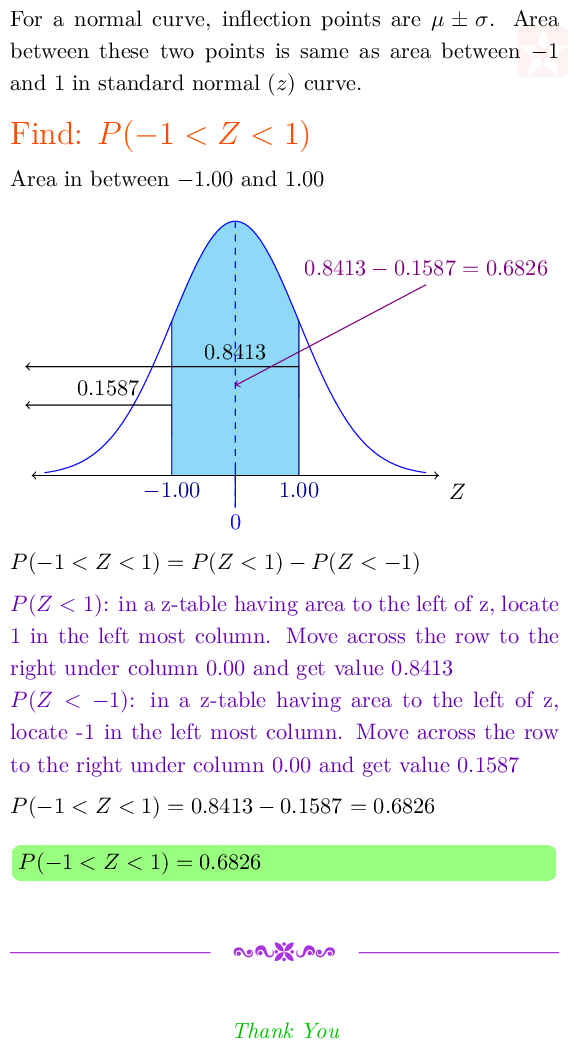 For a normal curve, inflection points are μ ± σ. Area
between these two points is same as area between −1
and 1 in standard normal (z) curve.
Find: P(−1 < Z < 1)
Area in between −1.00 and 1.00
0.8413 − 0.1587 = 0.6826
0.8413
0.1587
−1.00
1.00
Z
0
P(−1 < Z < 1) = P(Z < 1) − P(Z < −1)
P(Z < 1): in a z-table having area to the left of z, locate
1 in the left most column. Move across the row to the
right under column 0.00 and get value 0.8413
P(Z < −1): in a z-table having area to the left of z,
locate -1 in the left most column. Move across the row
to the right under column 0.00 and get value 0.1587
P(−1 < Z < 1) = 0.8413 − 0.1587 = 0.6826
P(−1 < Z < 1) = 0.6826
Thank You